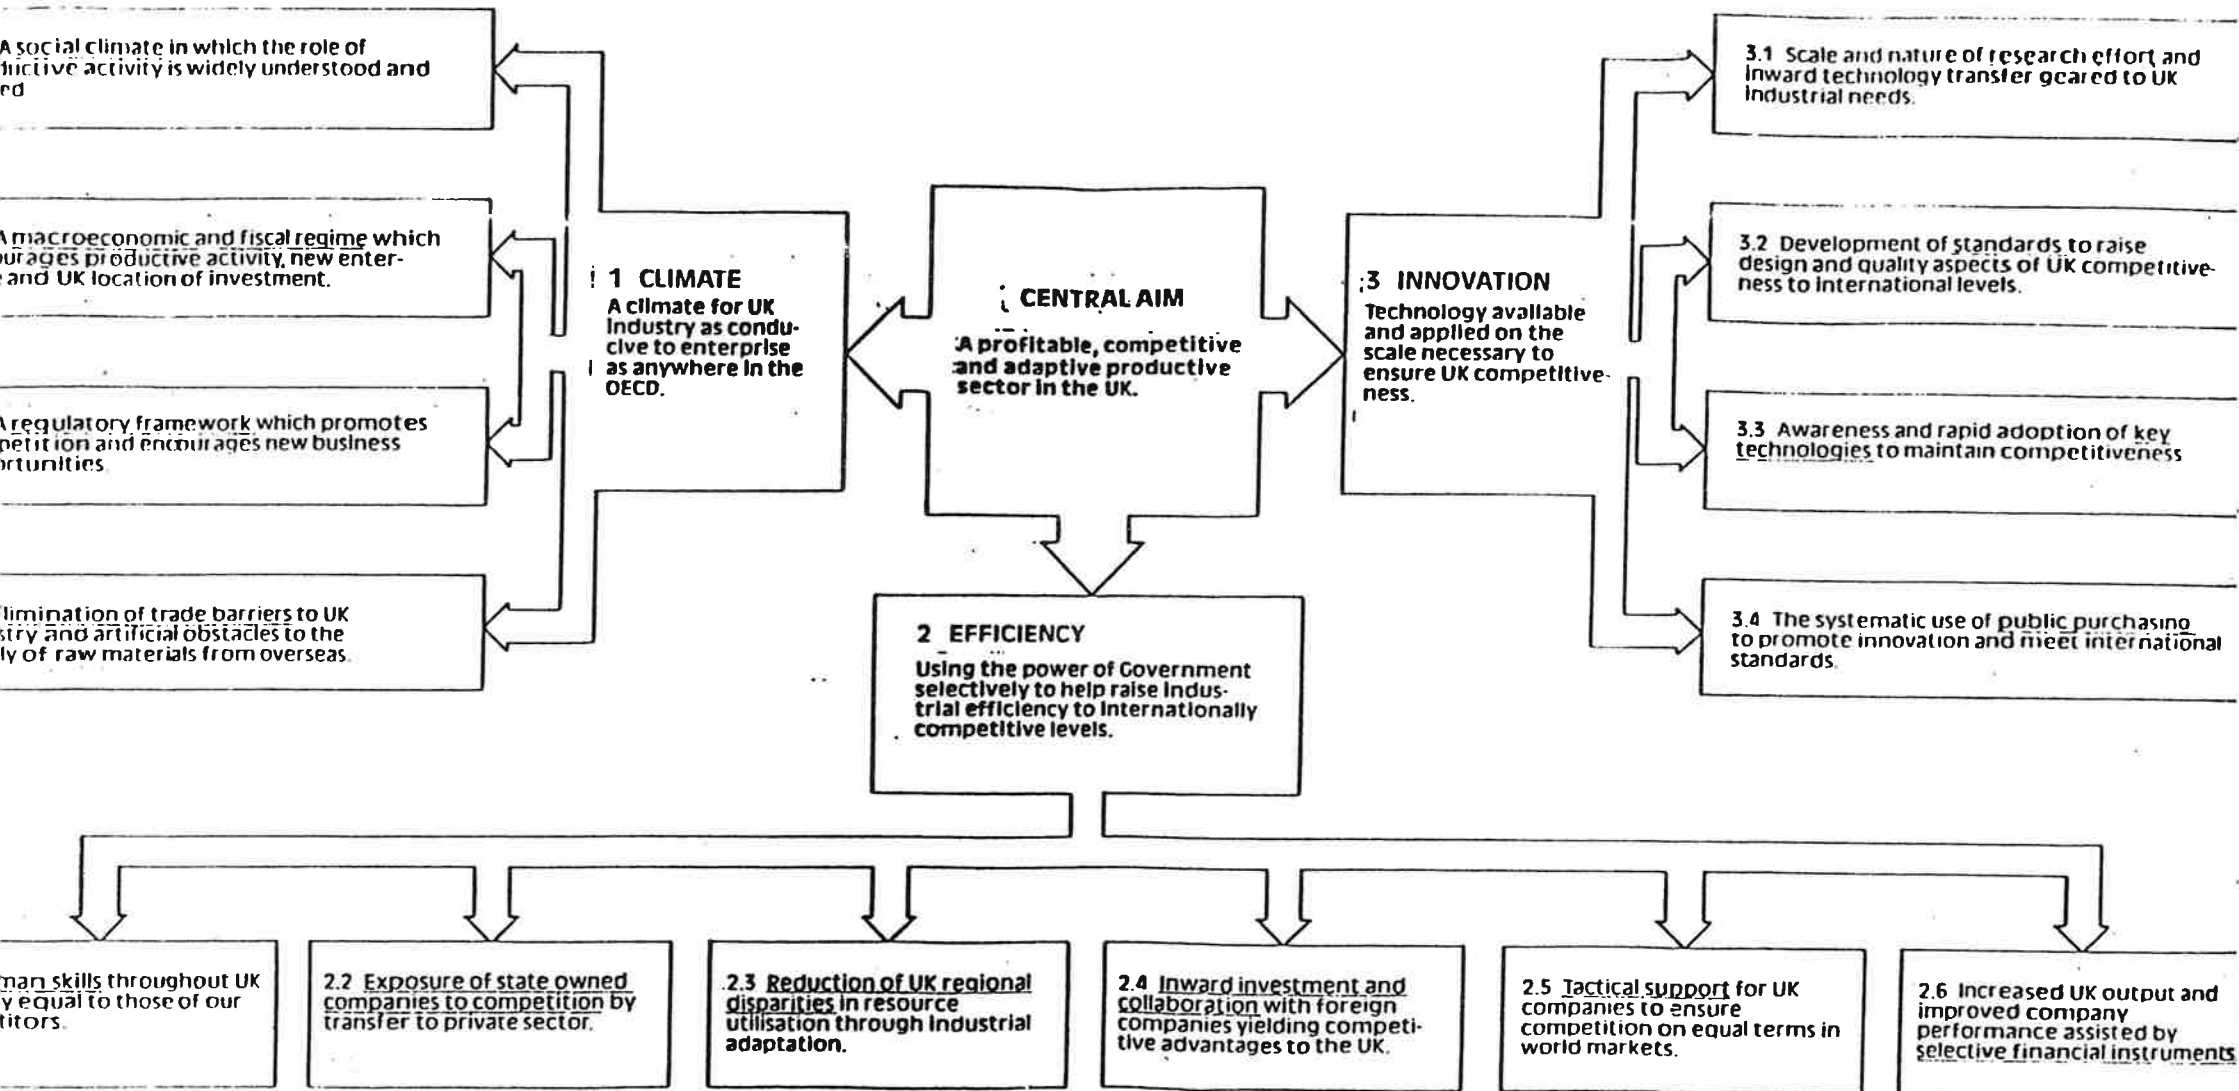 A social climate in which the role of
ductive activity is widely understood and
ed
A macroeconomic and fiscal regime which
urages productive activity, new enter-
and UK location of investment.
A regulatory framework which promotes
petition and encourages new business
ortunities
limination of trade barriers to UK
stry and artificial obstacles to the
ly of raw materials from overseas.
1 CLIMATE
A climate for UK
Industry as condu-
cive to enterprise
as anywhere in the
OECD.
CENTRAL AIM
A profitable, competitive
and adaptive productive
sector in the UK.
3 INNOVATION
Technology available
and applied on the
scale necessary to
ensure UK competitive-
ness.
3.1 Scale and nature of research effort and
inward technology transfer geared to UK
industrial needs.
3.2 Development of standards to raise
design and quality aspects of UK competitive-
ness to international levels.
3.3 Awareness and rapid adoption of key
technologies to maintain competitiveness
3.4 The systematic use of public purchasing
to promote innovation and meet international
standards.
2 EFFICIENCY
Using the power of Government
selectively to help raise indus-
trial efficiency to internationally
competitive levels.
man skills throughout UK
y equal to those of our
titors.
2.2 Exposure of state owned
companies to competition by
transfer to private sector.
2.3 Reduction of UK regional
disparities in resource
utilisation through industrial
adaptation.
2.4 Inward investment and
collaboration with foreign
companies yielding competi-
tive advantages to the UK.
2.5 Tactical support for UK
companies to ensure
competition on equal terms in
world markets.
2.6 Increased UK output and
improved company
performance assisted by
selective financial instruments